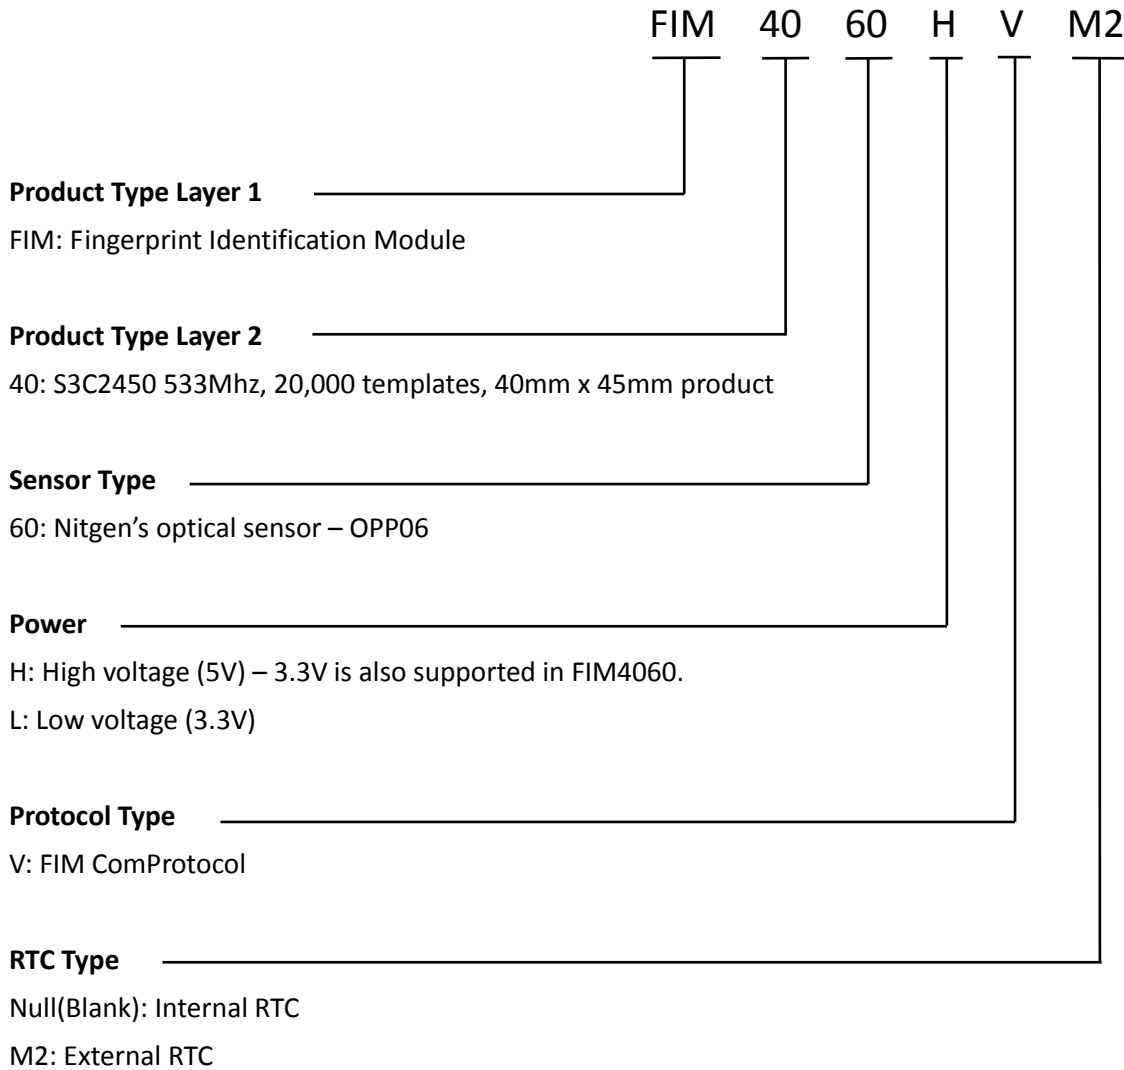 FIM 40 60 H V M2
Product Type Layer 1
FIM: Fingerprint Identification Module
Product Type Layer 2
40: S3C2450 533Mhz, 20,000 templates, 40mm x 45mm product
Sensor Type
60: Nitgen’s optical sensor – OPP06
Power
H: High voltage (5V) – 3.3V is also supported in FIM4060.
L: Low voltage (3.3V)
Protocol Type
V: FIM ComProtocol
RTC Type
Null(Blank): Internal RTC
M2: External RTC